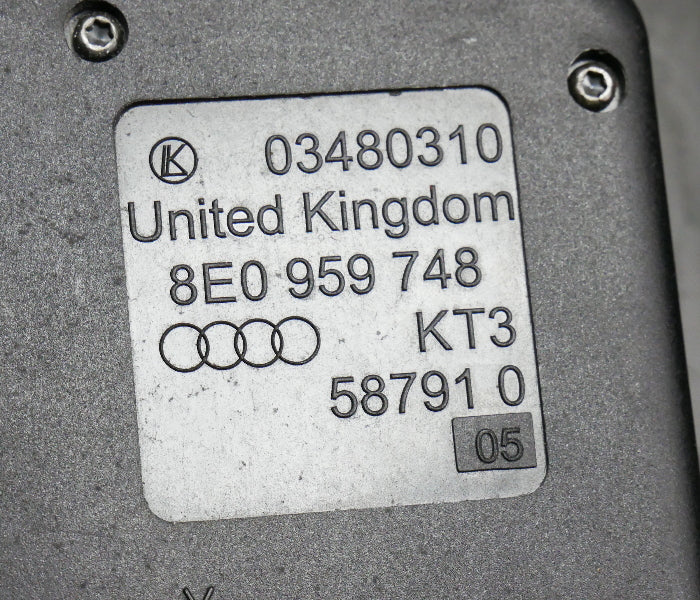 K 03480310
United Kingdom
8E0 959 748
KT3
58791 0
05